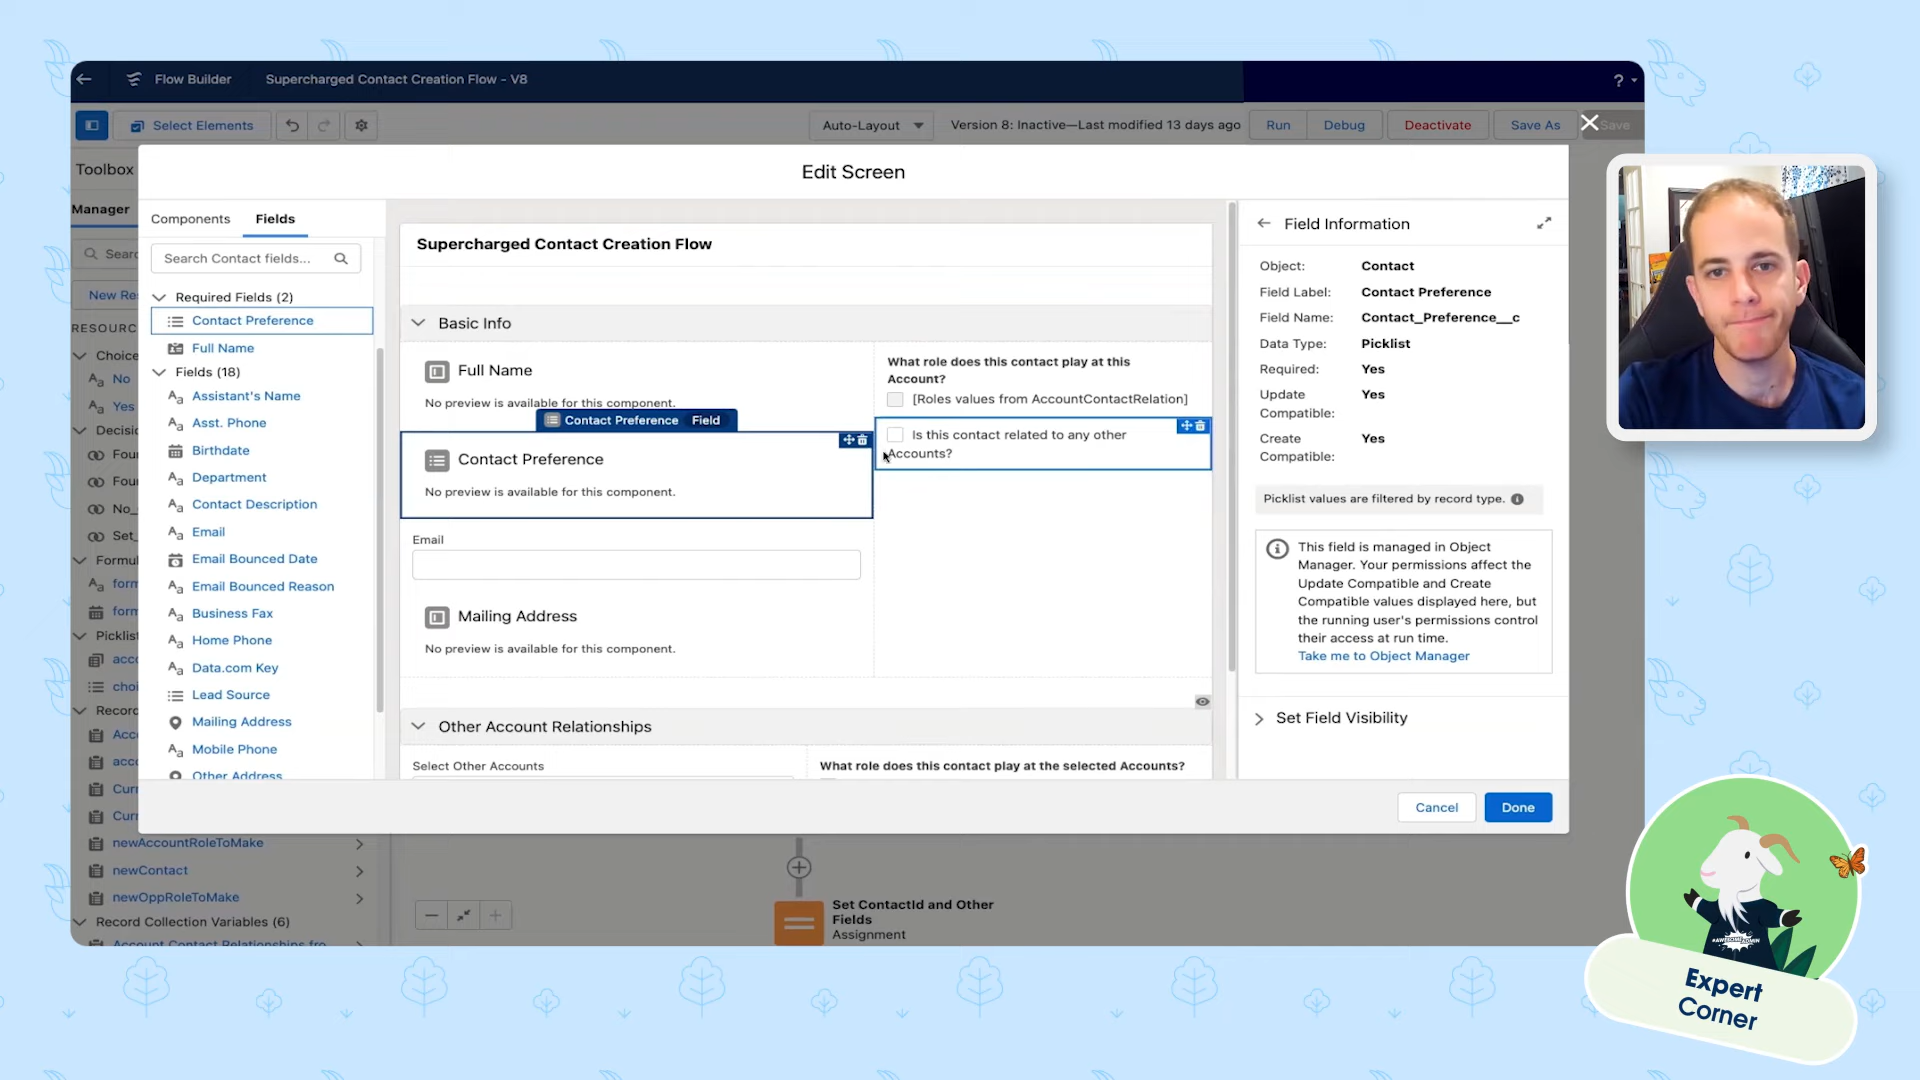 Flow Builder
Supercharged Contact Creation Flow - V8
?
Select Elements
Auto-Layout
Version 8: Inactive—Last modified 13 days ago
Run
Debug
Deactivate
Save As
Save
Toolbox
Manager
Edit Screen
Components
Fields
Search Contact fields...
Required Fields (2)
Contact Preference
Full Name
Fields (18)
Assistant's Name
Asst. Phone
Birthdate
Department
Contact Description
Email
Email Bounced Date
Email Bounced Reason
Business Fax
Home Phone
Data.com Key
Lead Source
Mailing Address
Mobile Phone
Other Address
No
Yes
newAccountRoleToMake
newContact
newOppRoleToMake
Record Collection Variables (6)
Account Contact Relationships fro
Supercharged Contact Creation Flow
Basic Info
Full Name
No preview is available for this component.
Contact Preference Field
Contact Preference
No preview is available for this component.
Email
Mailing Address
No preview is available for this component.
What role does this contact play at this
Account?
[Roles values from AccountContactRelation]
Is this contact related to any other
Accounts?
Other Account Relationships
Select Other Accounts
What role does this contact play at the selected Accounts?
Field Information
Object: Contact
Field Label: Contact Preference
Field Name: Contact_Preference__c
Data Type: Picklist
Required: Yes
Update Yes
Compatible:
Create Yes
Compatible:
Picklist values are filtered by record type.
This field is managed in Object
Manager. Your permissions affect the
Update Compatible and Create
Compatible values displayed here, but
the running user's permissions control
their access at run time.
Take me to Object Manager
Set Field Visibility
Cancel
Done
Set ContactId and Other
Fields
Assignment
#AWESOMEADMIN
Expert
Corner